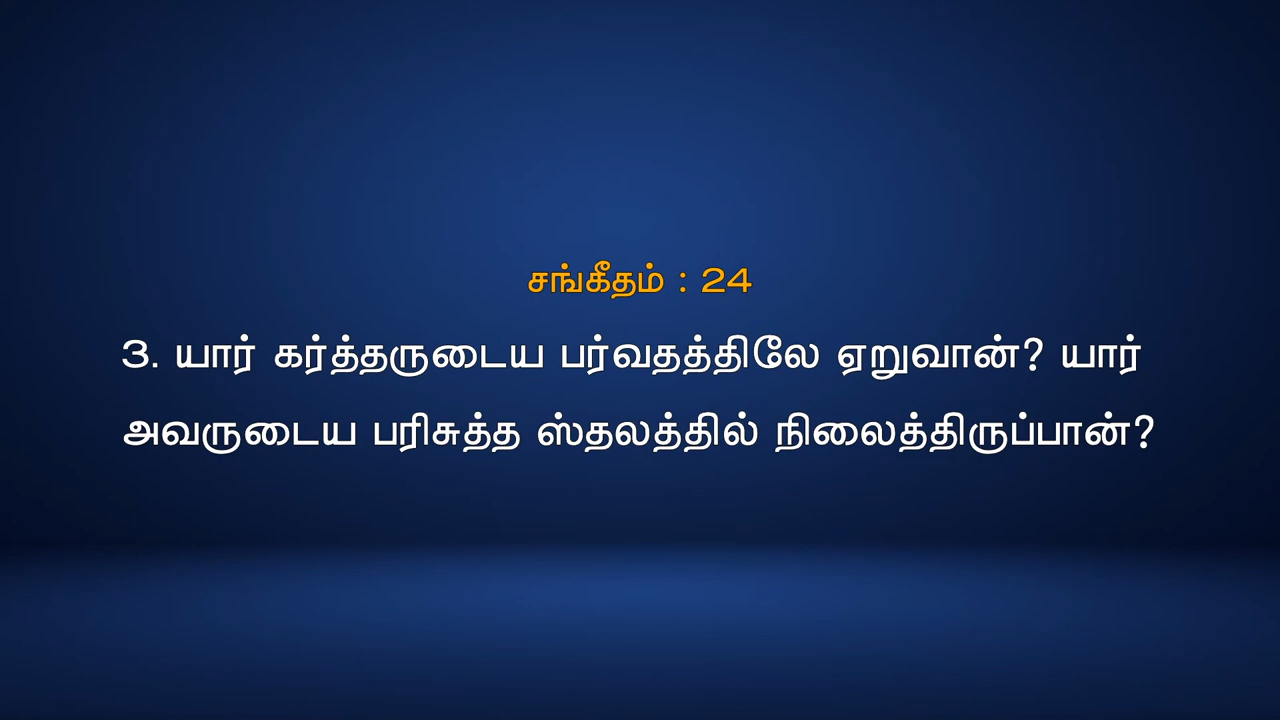 சங்கீதம் : 24
3. யார் கர்த்தருடைய பர்வதத்திலே ஏறுவான்? யார்
அவருடைய பரிசுத்த ஸ்தலத்தில் நிலைத்திருப்பான்?